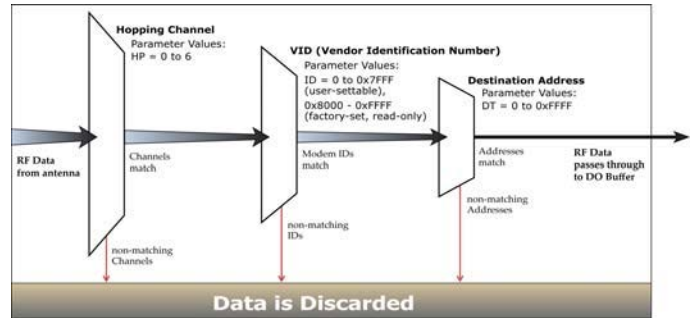 Hopping Channel
Parameter Values:
HP = 0 to 6
VID (Vendor Identification Number)
Parameter Values:
ID = 0 to 0x7FFF
(user-settable),
0x8000 - 0xFFFF
(factory-set, read-only)
Destination Address
Parameter Values:
DT = 0 to 0xFFFF
RF Data
from antenna
Channels
match
Modem IDs
match
Addresses
match
RF Data
passes through
to DO Buffer
non-matching
Channels
non-matching
IDs
non-matching
Addresses
Data is Discarded